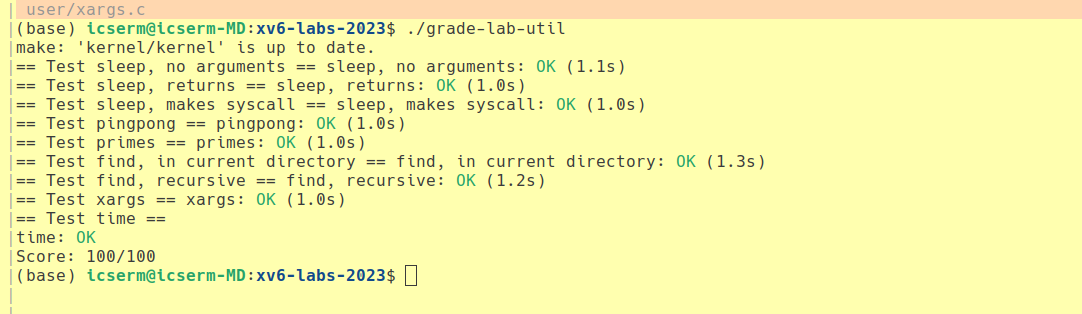 user/xargs.c
(base) icserm@icserm-MD:xv6-labs-2023$ ./grade-lab-util
make: 'kernel/kernel' is up to date.
== Test sleep, no arguments == sleep, no arguments: OK (1.1s)
== Test sleep, returns == sleep, returns: OK (1.0s)
== Test sleep, makes syscall == sleep, makes syscall: OK (1.0s)
== Test pingpong == pingpong: OK (1.0s)
== Test primes == primes: OK (1.0s)
== Test find, in current directory == find, in current directory: OK (1.3s)
== Test find, recursive == find, recursive: OK (1.2s)
== Test xargs == xargs: OK (1.0s)
== Test time ==
time: OK
Score: 100/100
(base) icserm@icserm-MD:xv6-labs-2023$